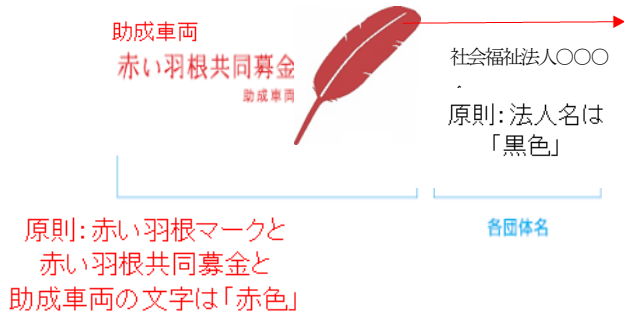 助成車両
赤い羽根共同募金
助成車両
社会福祉法人〇〇〇
原則:法人名は
「黒色」
各団体名
原則:赤い羽根マークと
赤い羽根共同募金と
助成車両の文字は「赤色」